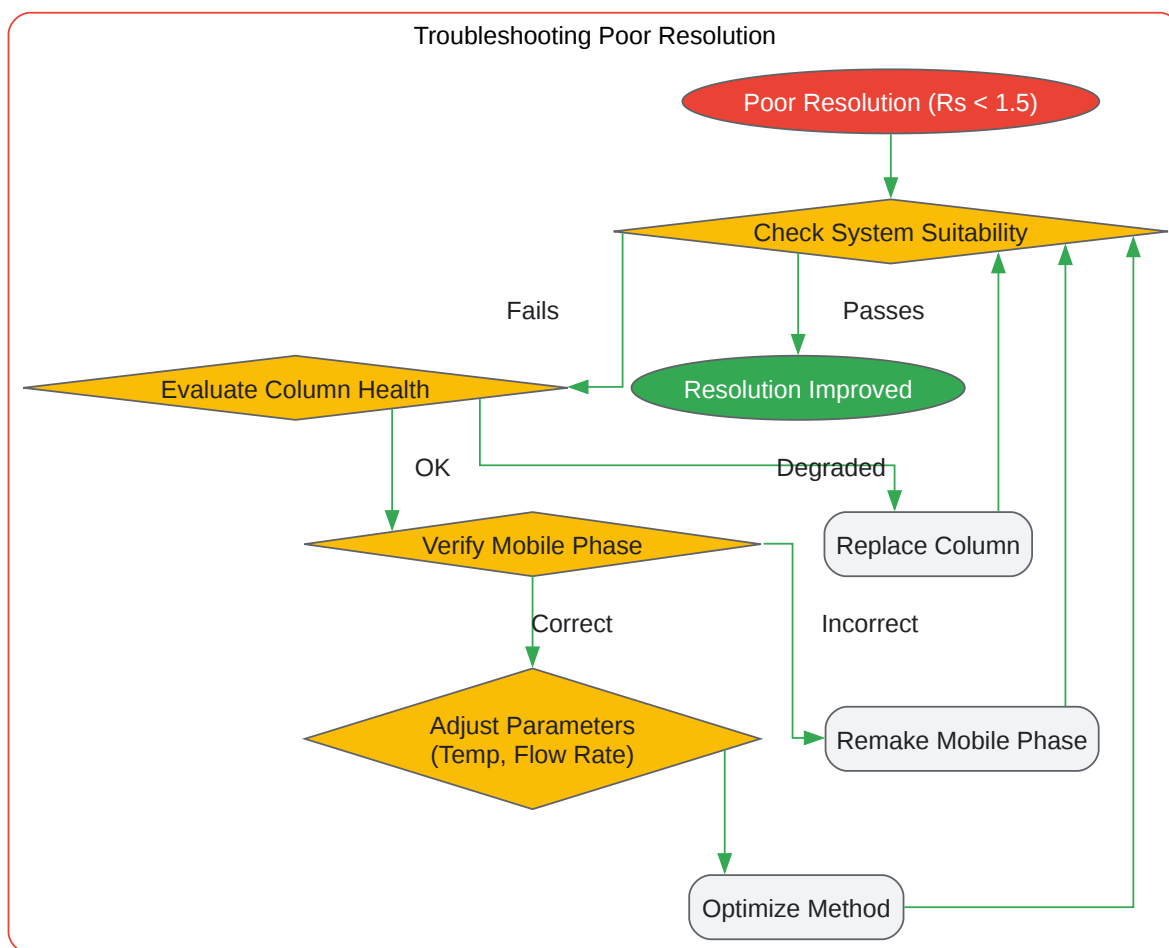 Troubleshooting Poor Resolution
Poor Resolution (Rs < 1.5)
Check System Suitability
Fails
Passes
Evaluate Column Health
Resolution Improved
OK
Degraded
Verify Mobile Phase
Replace Column
Correct
Incorrect
Adjust Parameters
(Temp, Flow Rate)
Remake Mobile Phase
Optimize Method